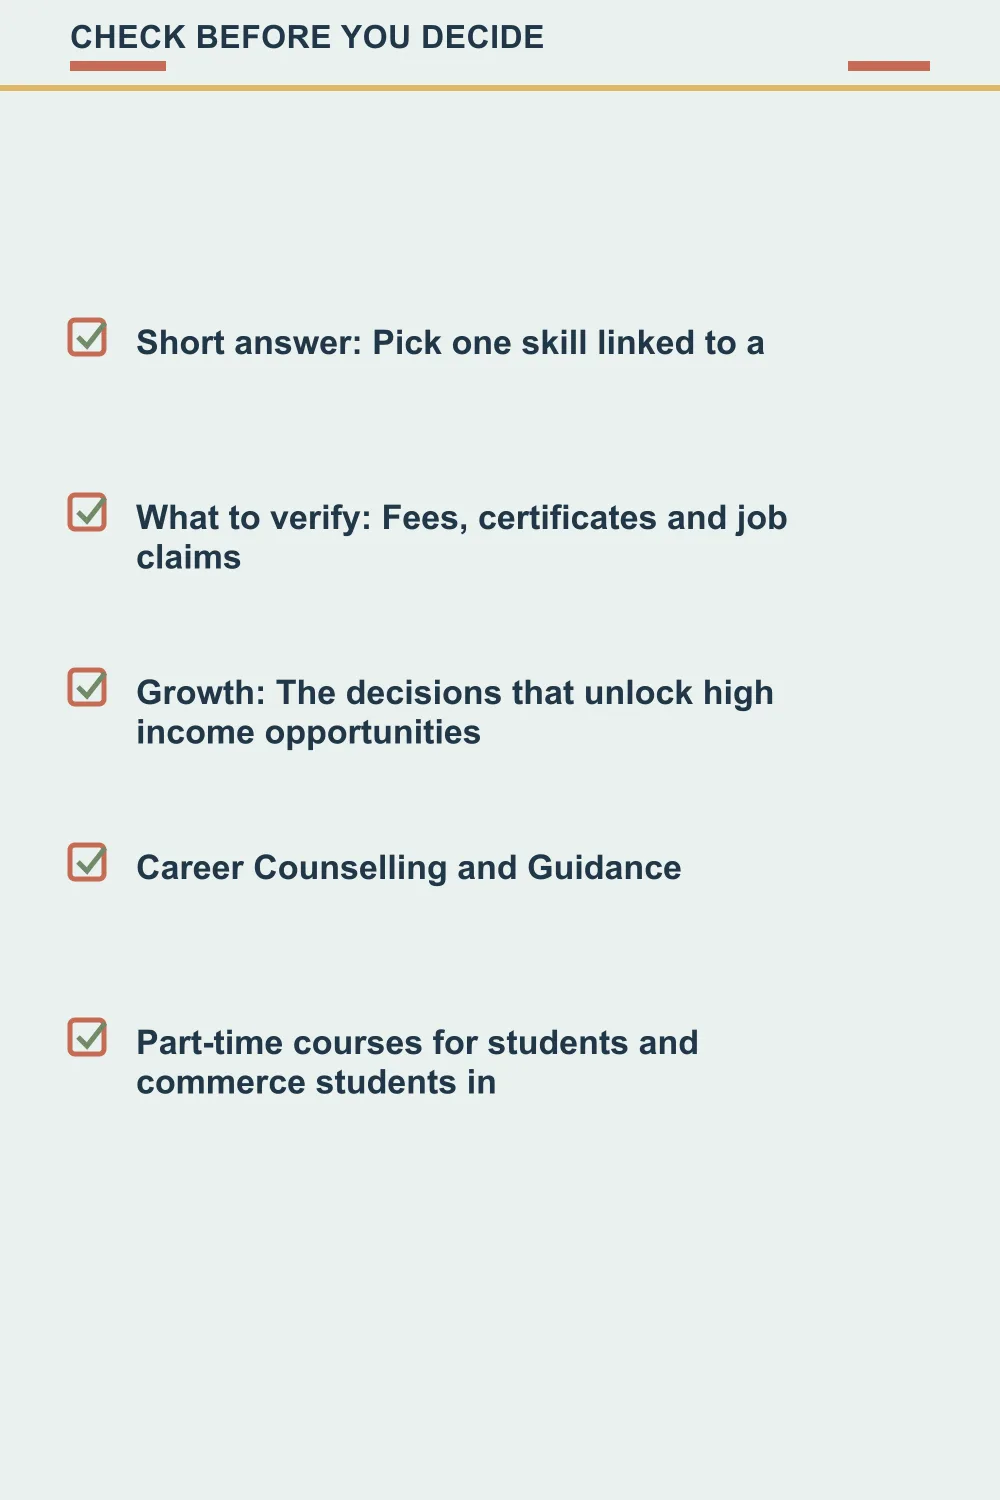 CHECK BEFORE YOU DECIDE
Short answer: Pick one skill linked to a
What to verify: Fees, certificates and job
claims
Growth: The decisions that unlock high
income opportunities
Career Counselling and Guidance
Part-time courses for students and
commerce students in